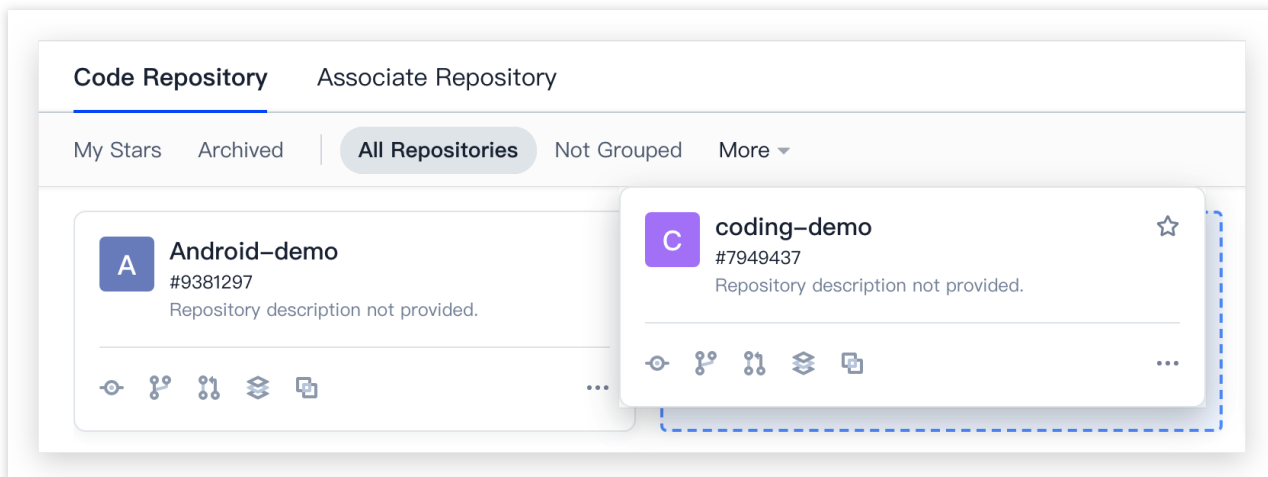 Code Repository Associate Repository
My Stars Archived All Repositories Not Grouped More
A Android-demo
#9381297
Repository description not provided.
C coding-demo
#7949437
Repository description not provided.